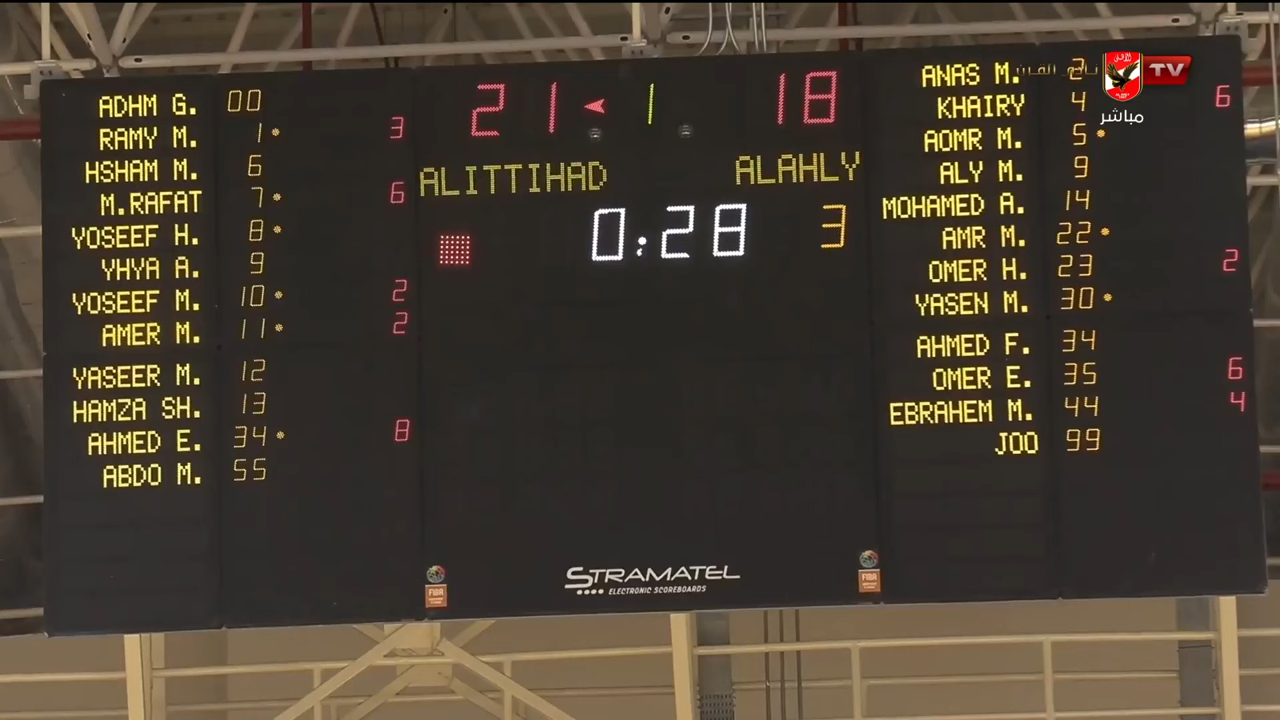 ADHM G. 00
RAMY M. 1 3
HSHAM M. 6
M.RAFAT 7 6
YOSEEF H. 8
YHYA A. 9
YOSEEF M. 10 2
AMER M. 11 2
YASEER M. 12
HAMZA SH. 13
AHMED E. 34 8
ABDO M. 55
21 1 18
ALITTIHAD ALAHLY
0:28 3
STRAMATEL
ELECTRONIC SCOREBOARDS
FIBA
FIBA
ANAS M.
KHAIRY 4 6
AOMR M. 5
ALY M. 9
MOHAMED A. 14
AMR M. 22
OMER H. 23 2
YASEN M. 30
AHMED F. 34
OMER E. 35 6
EBRAHEM M. 44 4
JOO 99
TV
مباشر